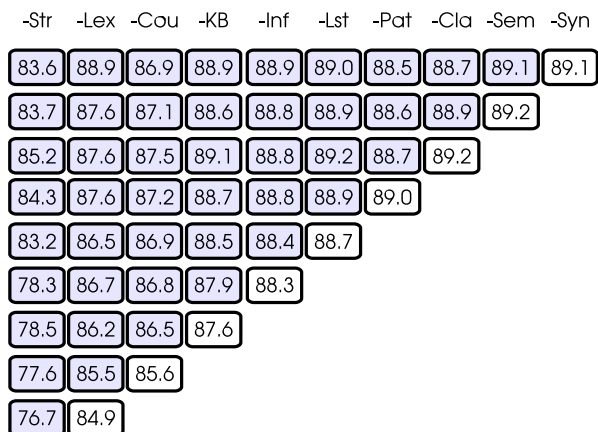 -Str -Lex -Cou -KB -Inf -Lst -Pat -Cla -Sem -Syn
83.6 88.9 86.9 88.9 88.9 89.0 88.5 88.7 89.1 89.1
83.7 87.6 87.1 88.6 88.8 88.9 88.6 88.9 89.2
85.2 87.6 87.5 89.1 88.8 89.2 88.7 89.2
84.3 87.6 87.2 88.7 88.8 88.9 89.0
83.2 86.5 86.9 88.5 88.4 88.7
78.3 86.7 86.8 87.9 88.3
78.5 86.2 86.5 87.6
77.6 85.5 85.6
76.7 84.9